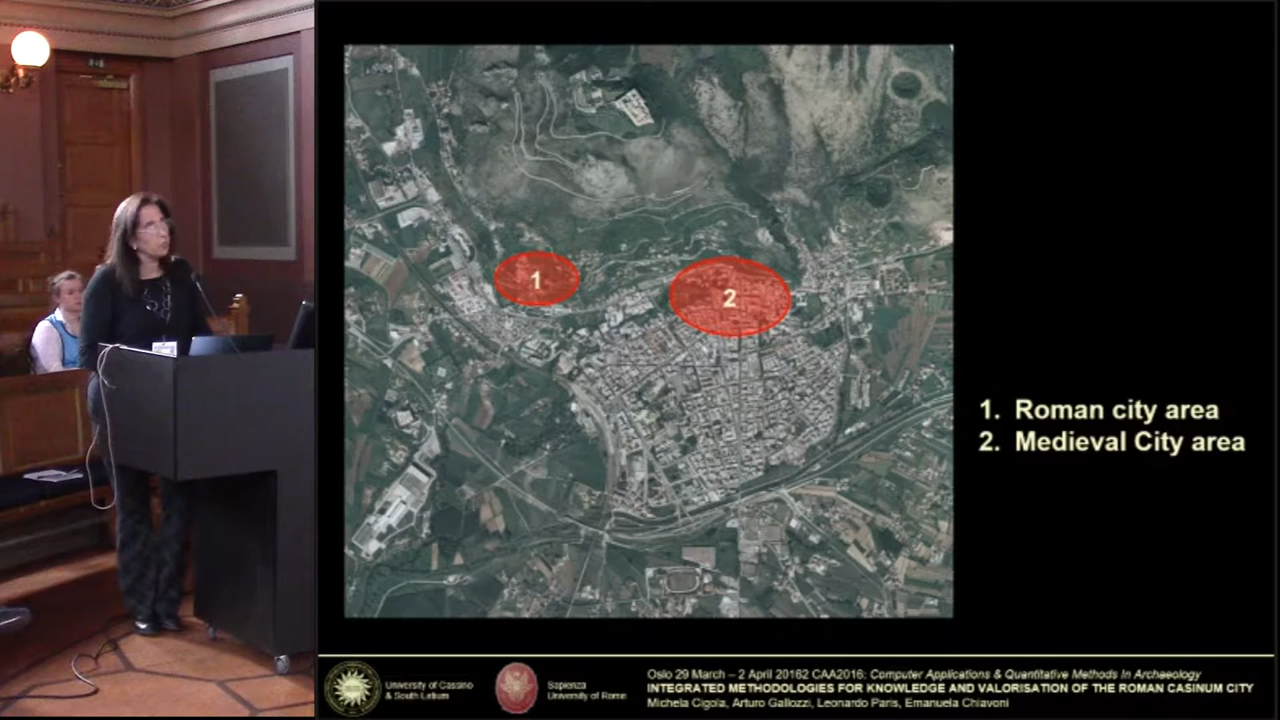 1
2
1. Roman city area
2. Medieval City area
University of Cassino
& South Latium
Sapienza
University of Rome
Oslo 29 March – 2 April 20162 CAA2016: Computer Applications & Quantitative Methods In Archaeology
INTEGRATED METHODOLOGIES FOR KNOWLEDGE AND VALORISATION OF THE ROMAN CASINUM CITY
Michela Cigola, Arturo Gallozzi, Leonardo Paris, Emanuela Chiavoni